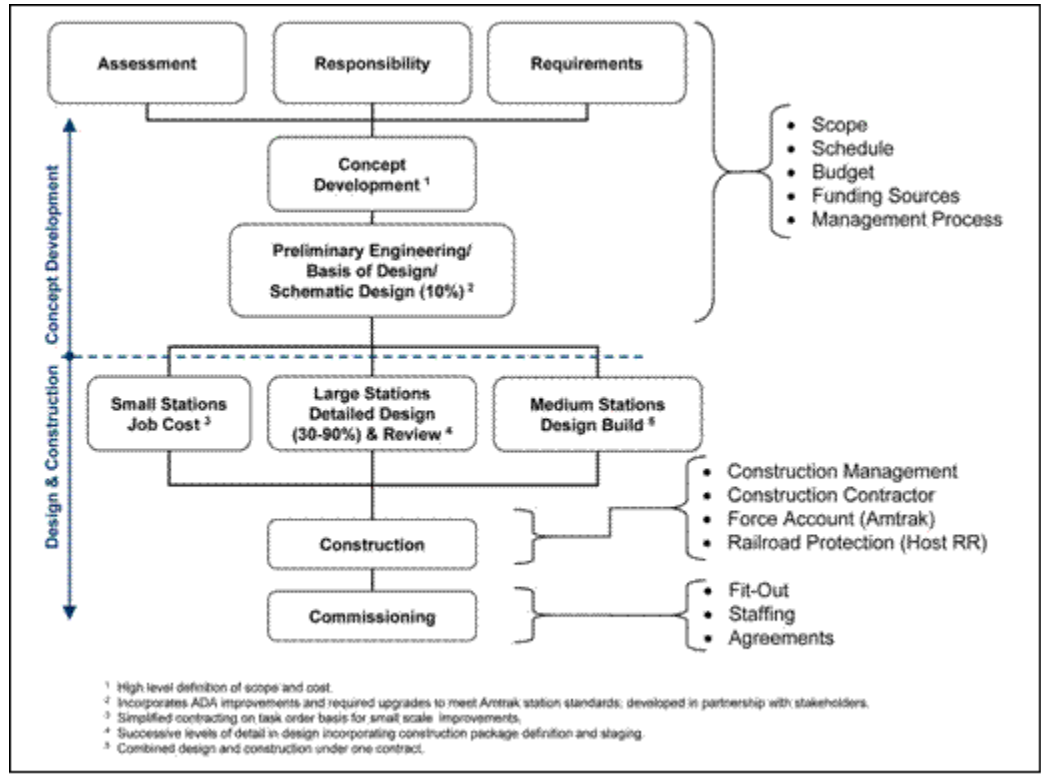 Assessment
Responsibility
Requirements
Concept
Development 1
Preliminary Engineering/
Basis of Design/
Schematic Design (10%) 2
• Scope
• Schedule
• Budget
• Funding Sources
• Management Process
Concept Development
Design & Construction
Small Stations
Job Cost 3
Large Stations
Detailed Design
(30-90%) & Review 4
Medium Stations
Design Build 5
Construction
• Construction Management
• Construction Contractor
• Force Account (Amtrak)
• Railroad Protection (Host RR)
Commissioning
• Fit-Out
• Staffing
• Agreements
1 High level definition of scope and cost.
2 Incorporates ADA improvements and required upgrades to meet Amtrak station standards; developed in partnership with stakeholders.
3 Simplified contracting on task order basis for small scale improvements.
4 Successive levels of detail in design incorporating construction package definition and staging.
5 Combined design and construction under one contract.